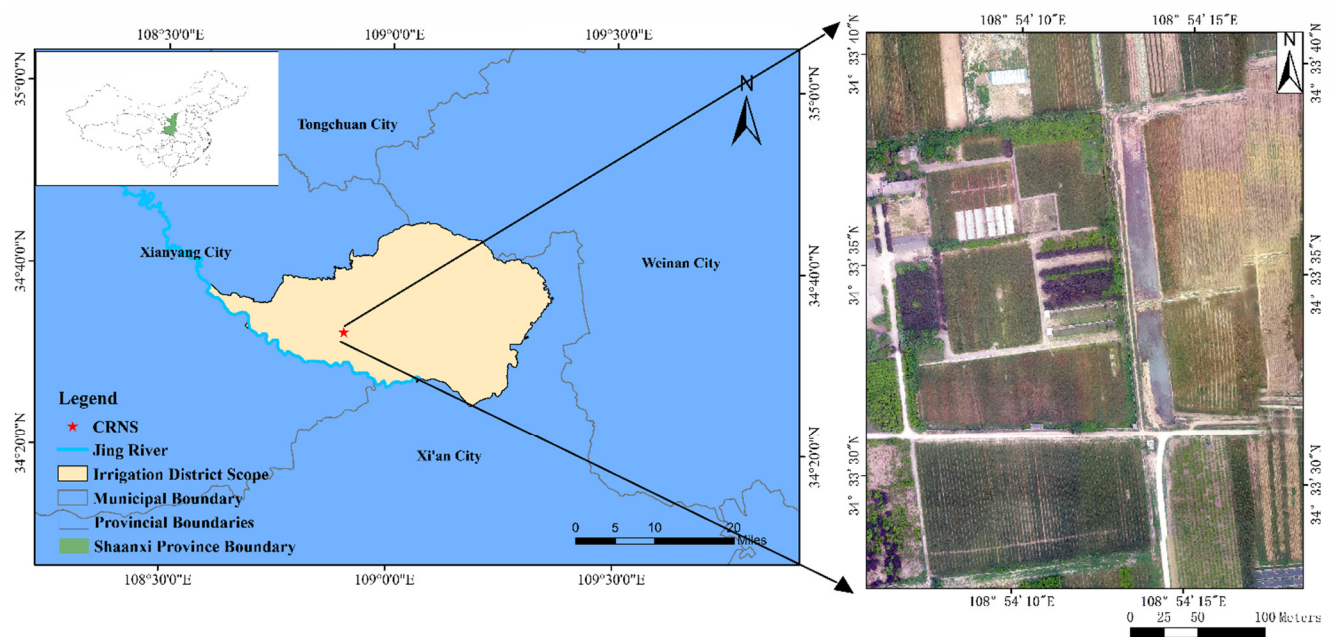 108°30'0"E
109°0'0"E
109°30'0"E
35°0'0"N
34°40'0"N
34°20'0"N
N
Tongchuan City
Xianyang City
Weinan City
Xi'an City
Legend
CRNS
Jing River
Irrigation District Scope
Municipal Boundary
Provincial Boundaries
Shaanxi Province Boundary
0 5 10 20
Miles
35°0'0"N
34°40'0"N
34°20'0"N
108°30'0"E
109°0'0"E
109°30'0"E
108° 54′10″E
108° 54′15″E
34° 33′40″N
34° 33′35″N
34° 33′30″N
N
34° 33′40″N
34° 33′35″N
34° 33′30″N
108° 54′10″E
108° 54′15″E
0 25 50 100 Meters